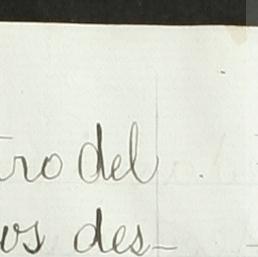 tro del
os des-